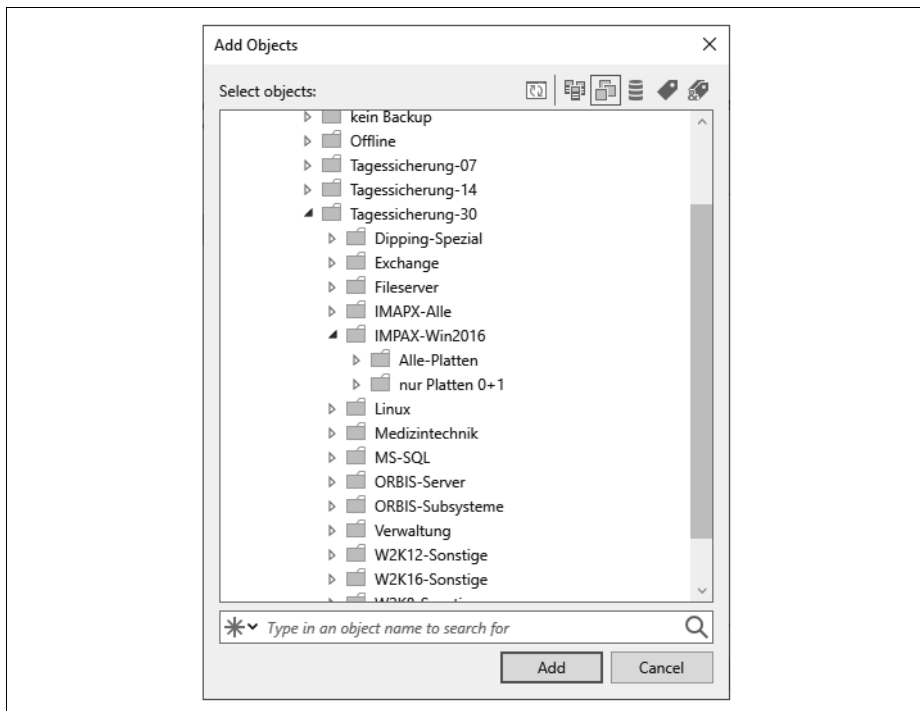 Add Objects
Select objects:
kein Backup
Offline
Tagessicherung-07
Tagessicherung-14
Tagessicherung-30
Dipping-Spezial
Exchange
Fileserver
IMAPX-Alle
IMPAX-Win2016
Alle-Platten
nur Platten 0+1
Linux
Medizintechnik
MS-SQL
ORBIS-Server
ORBIS-Subsysteme
Verwaltung
W2K12-Sonstige
W2K16-Sonstige
Type in an object name to search for
Add Cancel